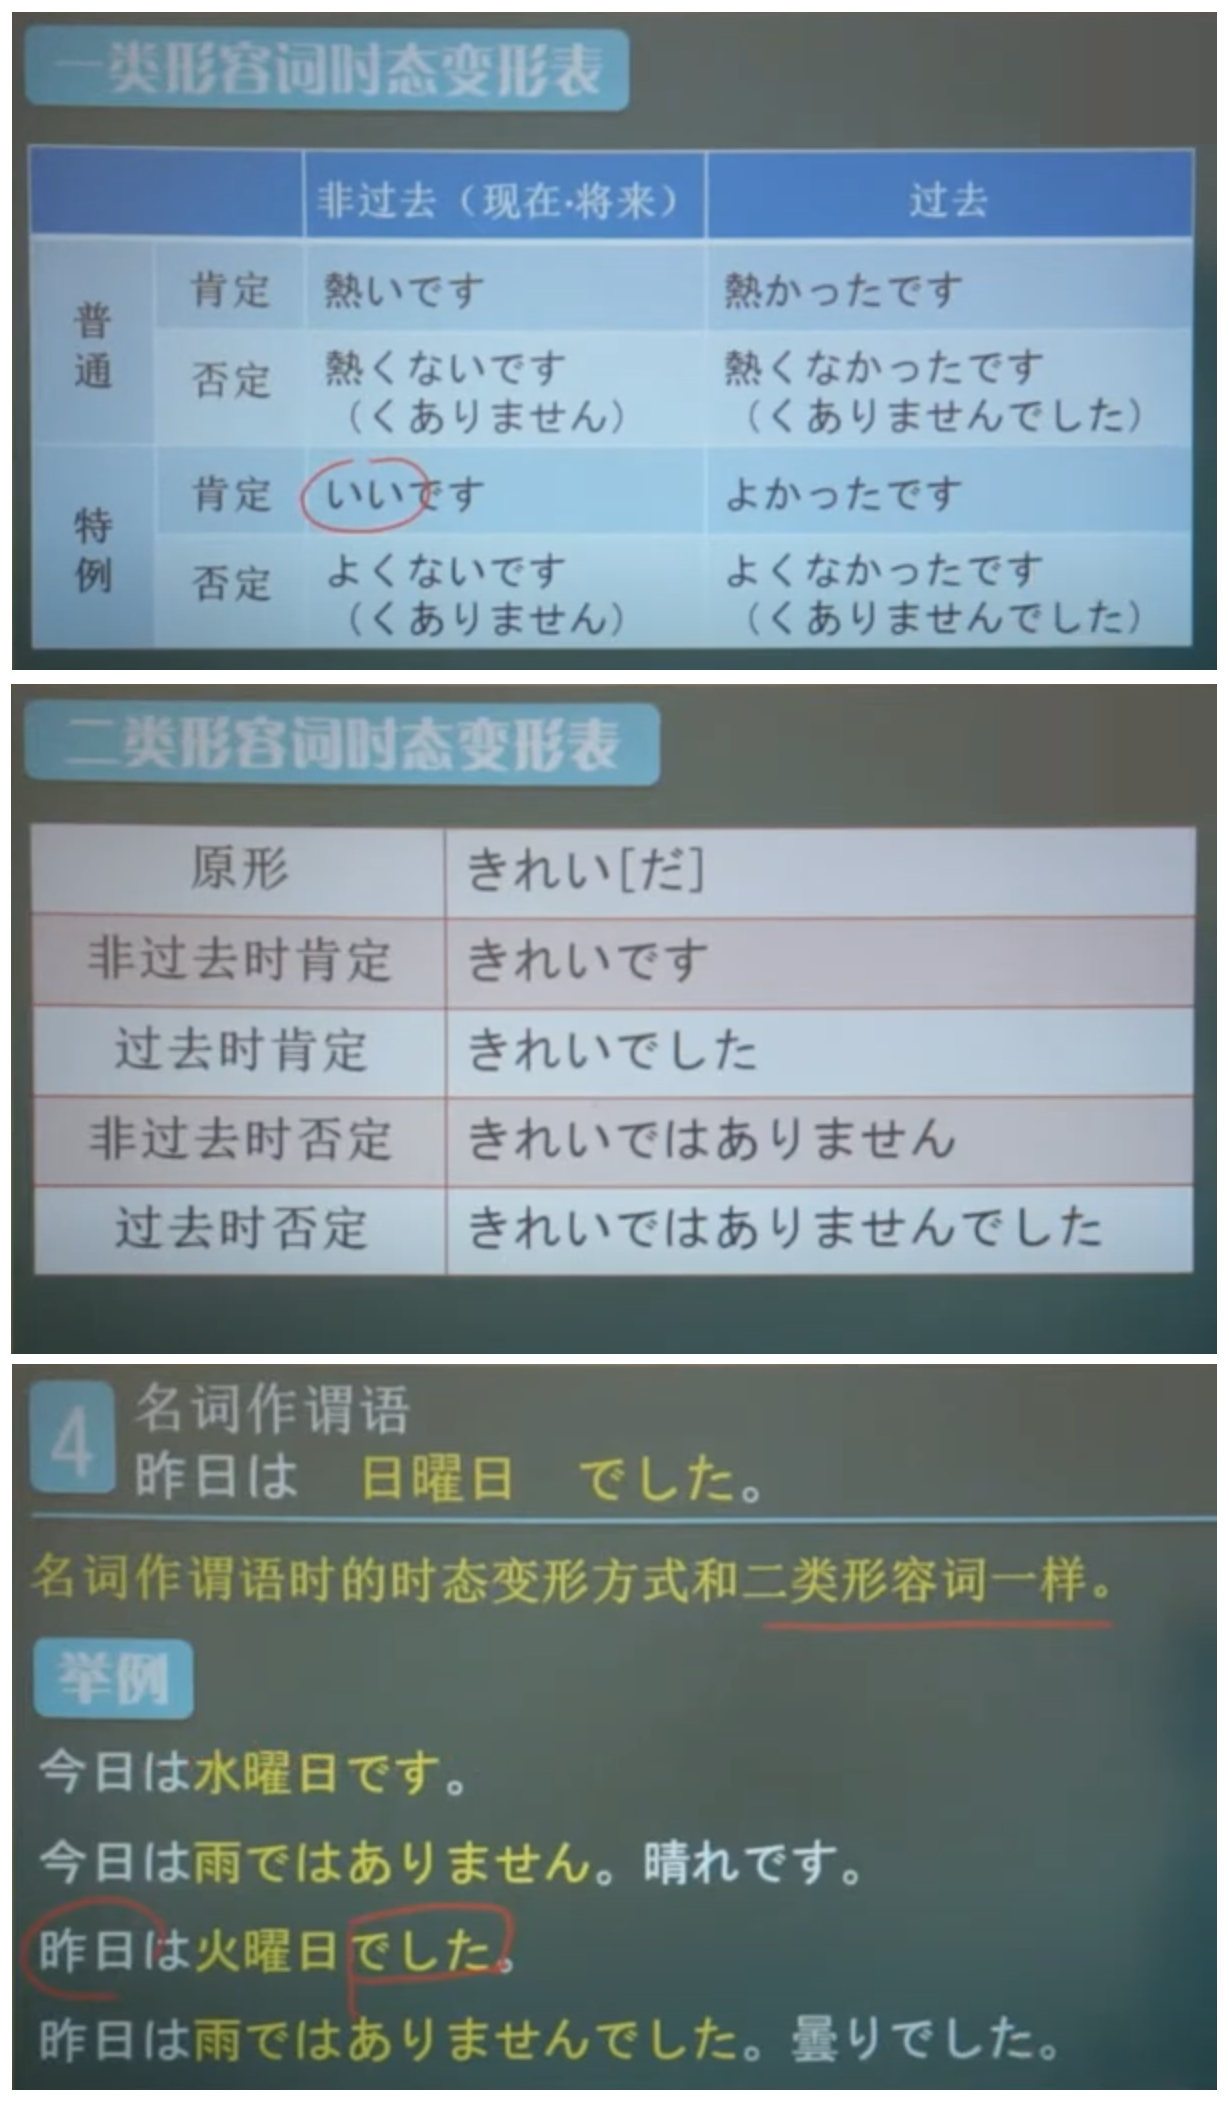 一类形容词时态变形表
非过去（现在·将来） 过去
普通
肯定 熱いです 熱かったです
否定 熱くないです 熱くなかったです
（くありません） （くありませんでした）
特例
肯定 いいです よかったです
否定 よくないです よくなかったです
（くありません） （くありませんでした）
二类形容词时态变形表
原形 きれい[だ]
非过去时肯定 きれいです
过去时肯定 きれいでした
非过去时否定 きれいではありません
过去时否定 きれいではありませんでした
4 名词作谓语
昨日は 日曜日 でした。
名词作谓语时的时态变形方式和二类形容词一样。
举例
今日は水曜日です。
今日は雨ではありません。晴れです。
昨日は火曜日でした。
昨日は雨ではありませんでした。曇りでした。